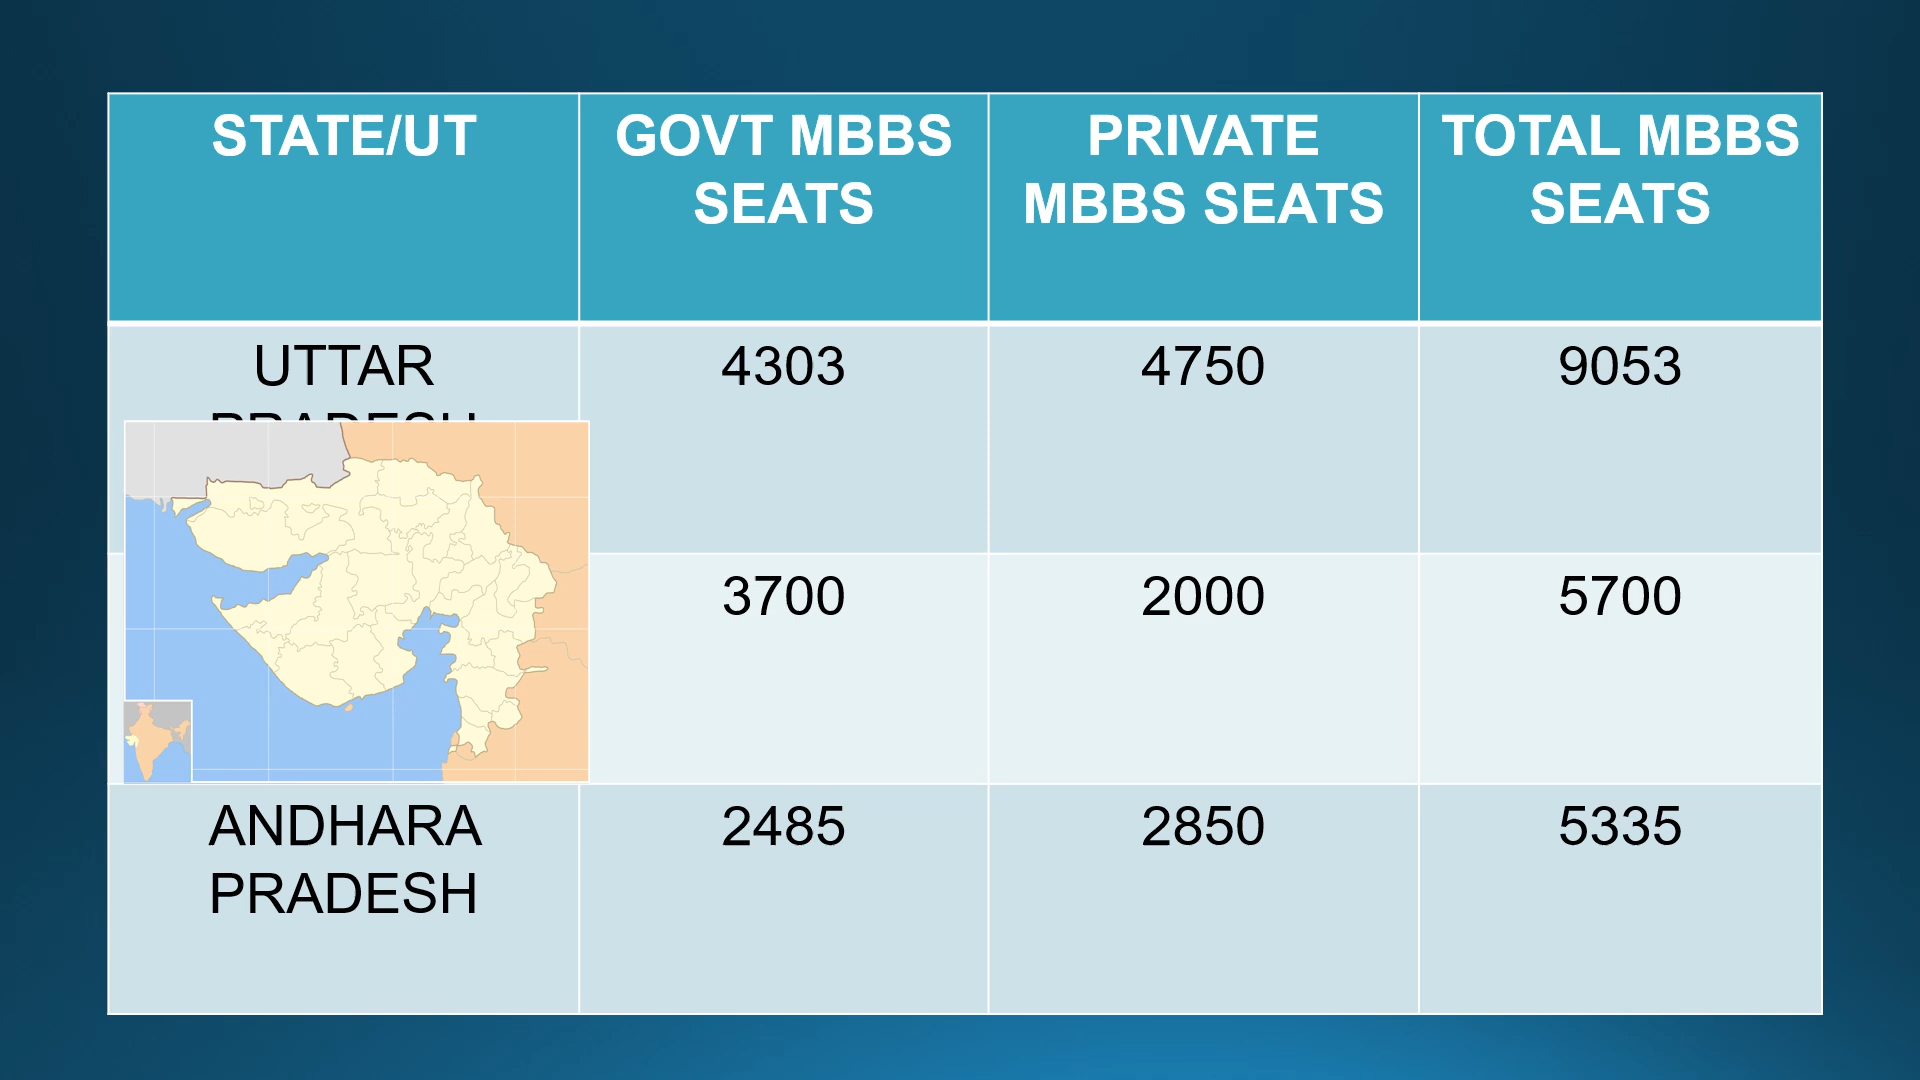 STATE/UT
GOVT MBBS
SEATS
PRIVATE
MBBS SEATS
TOTAL MBBS
SEATS
UTTAR
PRADESH
4303
4750
9053
3700
2000
5700
ANDHARA
PRADESH
2485
2850
5335